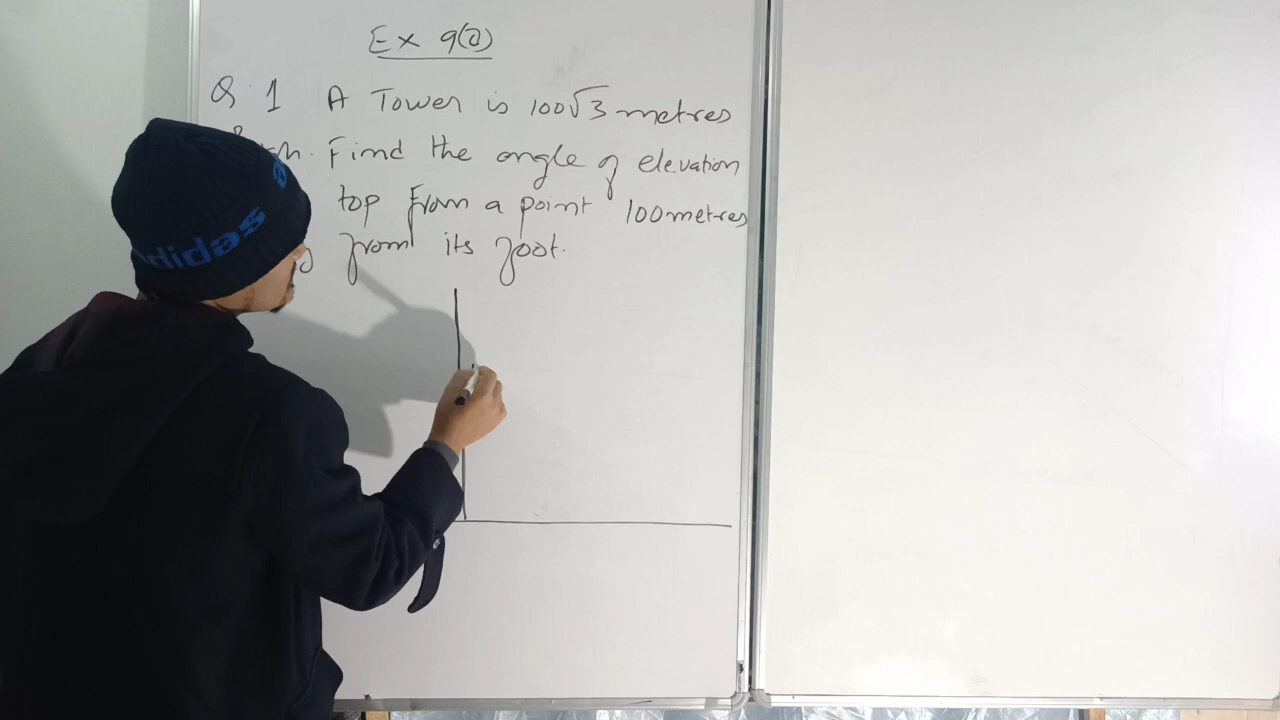 Ex 9(a)
Q. 1 A Tower is 100√3 metres
Find the angle of elevation
top from a point 100 metres
from its foot.
adidas